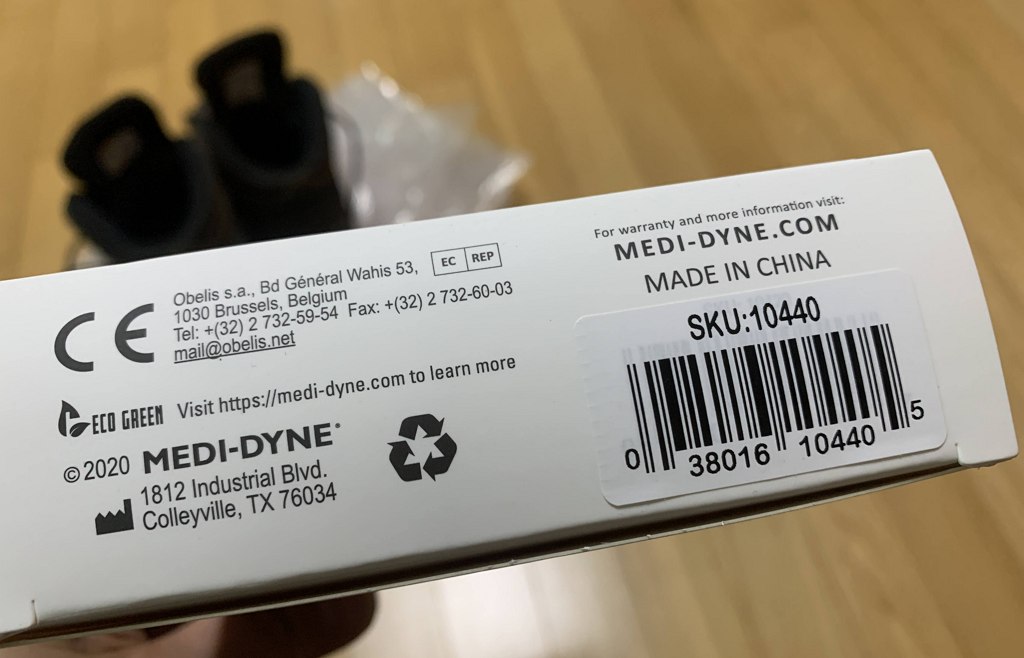 CE
Obelis s.a., Bd Général Wahis 53,
1030 Brussels, Belgium
Tel: +(32) 2 732-59-54 Fax: +(32) 2 732-60-03
mail@obelis.net
EC REP
ECO GREEN Visit https://medi-dyne.com to learn more
©2020 MEDI-DYNE®
1812 Industrial Blvd.
Colleyville, TX 76034
For warranty and more information visit:
MEDI-DYNE.COM
MADE IN CHINA
SKU:10440
0 38016 10440 5